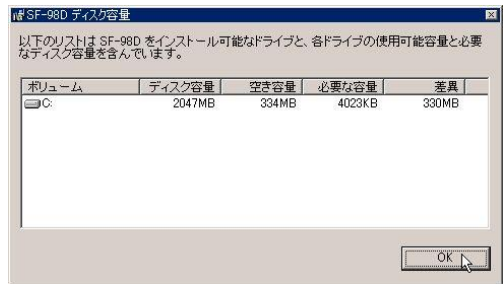 SF-98D ディスク容量
以下のリストは SF-98D をインストール可能なドライブと、各ドライブの使用可能容量と必要
なディスク容量を含んでいます。
ボリューム ディスク容量 空き容量 必要な容量 差異
C: 2047MB 334MB 4023KB 330MB
OK